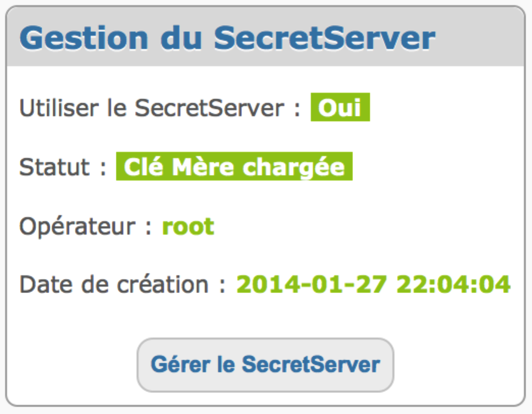 Gestion du SecretServer
Utiliser le SecretServer : Oui
Statut : Clé Mère chargée
Opérateur : root
Date de création : 2014-01-27 22:04:04
Gérer le SecretServer